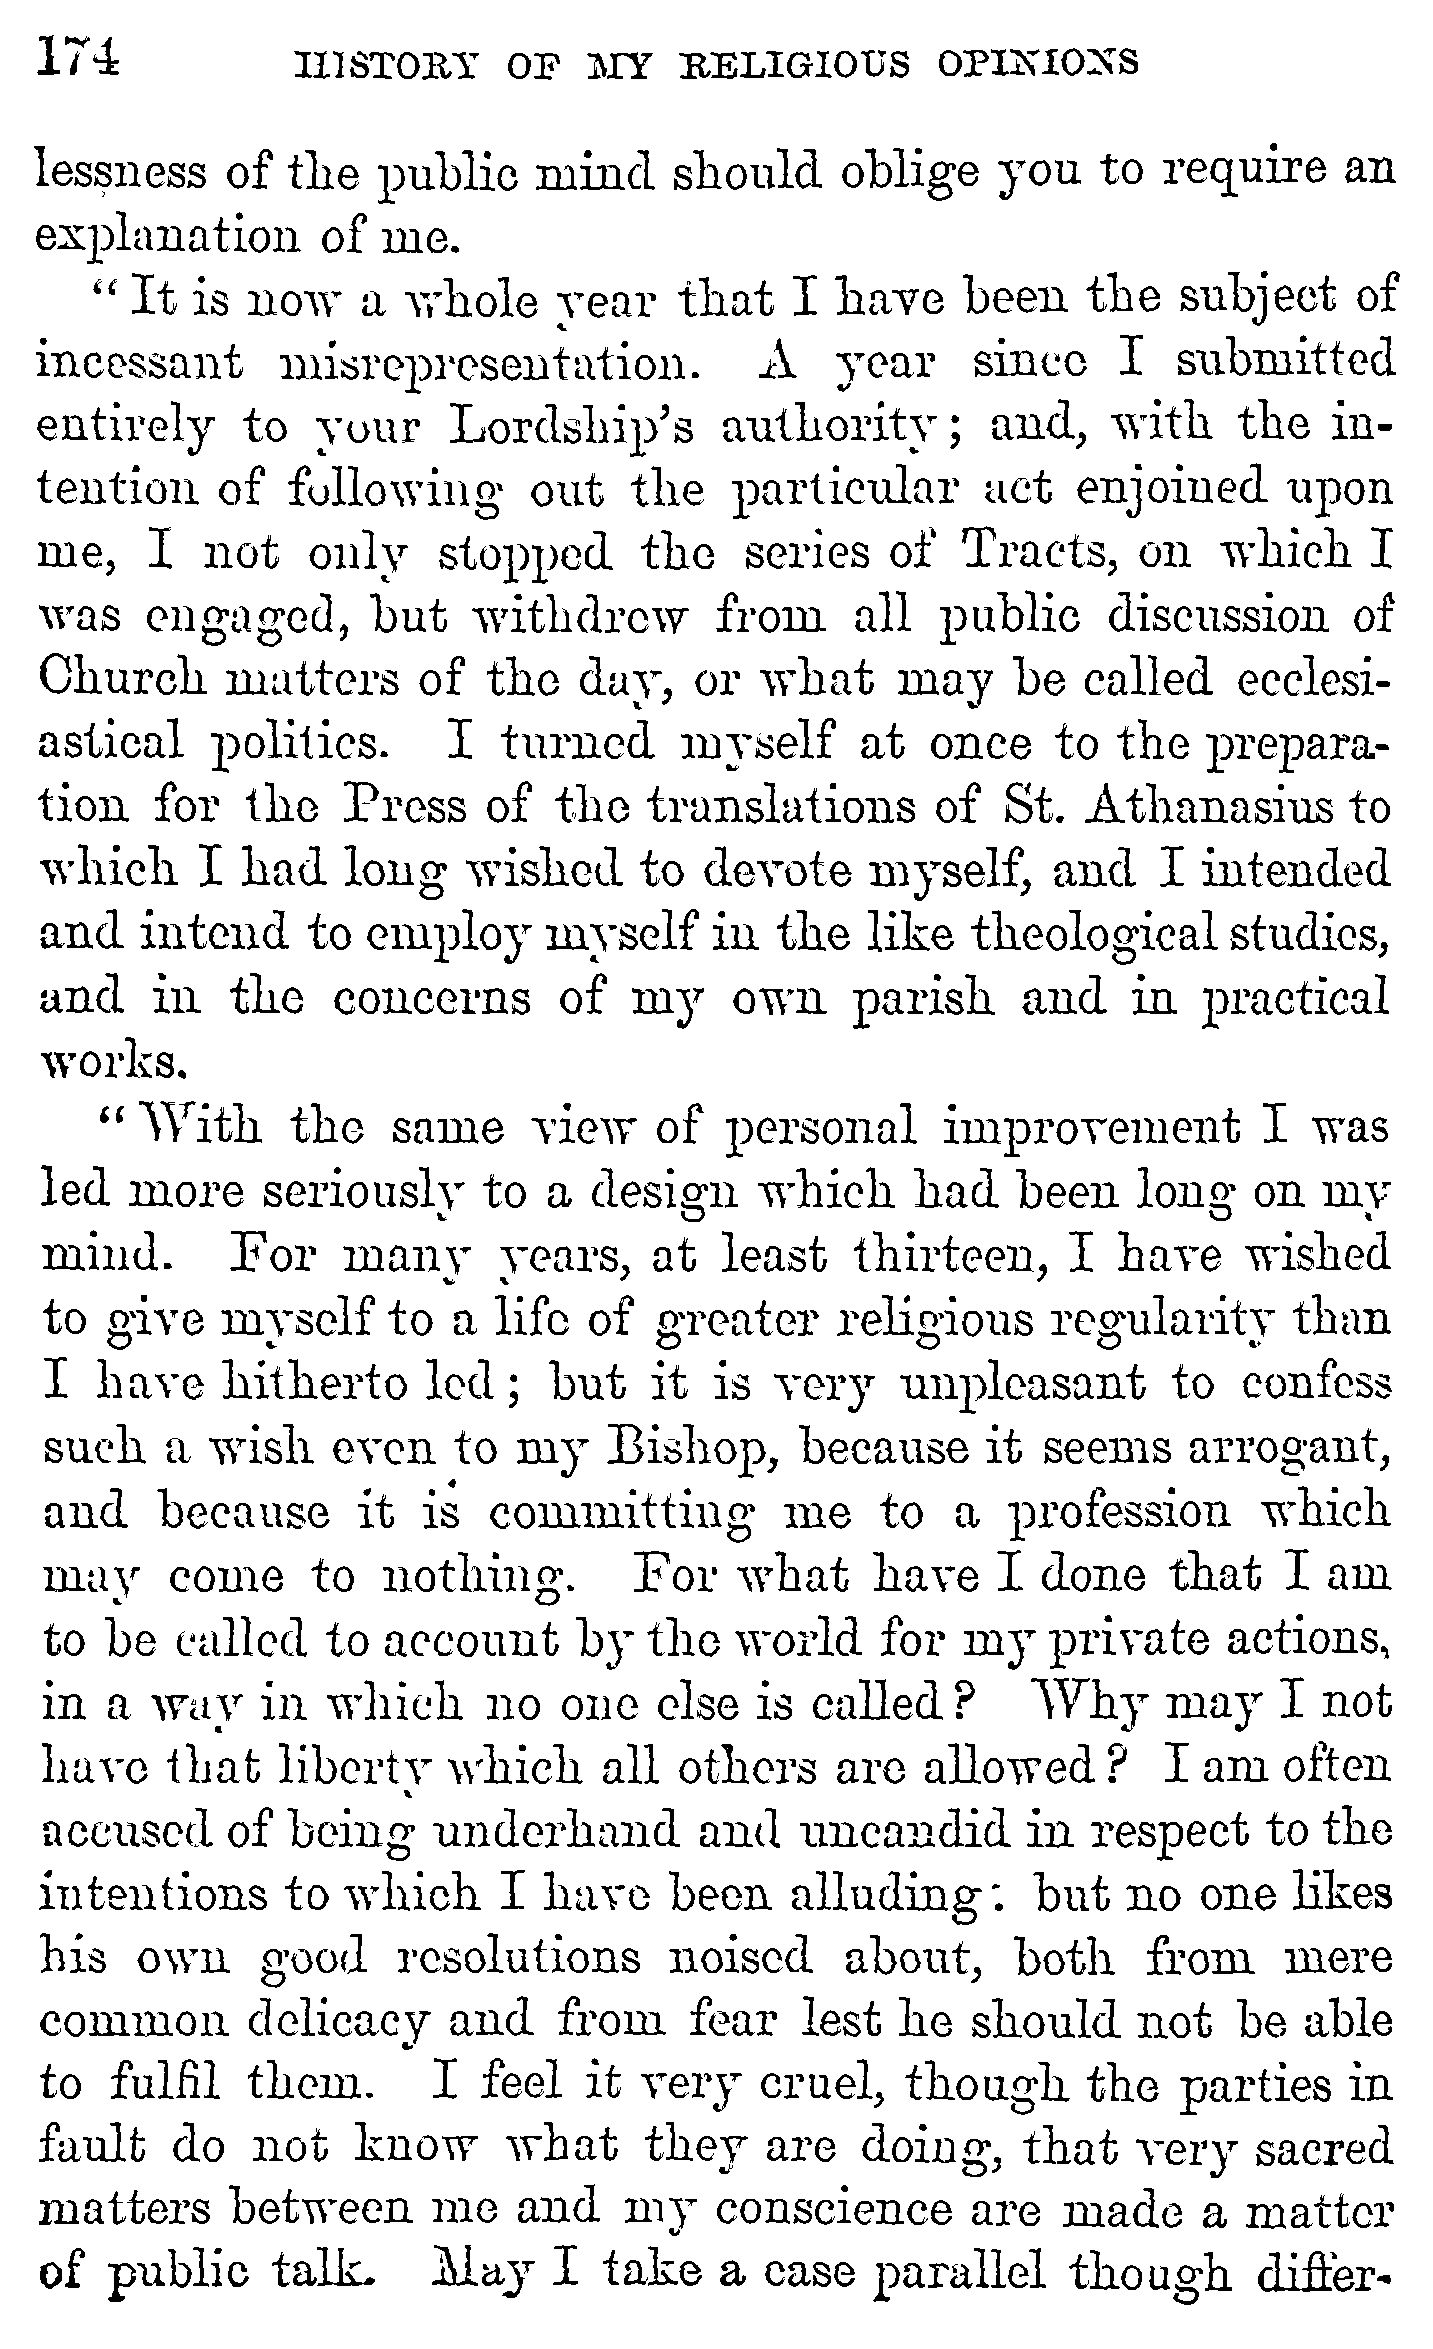 174 HISTORY OF MY RELIGIOUS OPINIONS
lessness of the public mind should oblige you to require an
explanation of me.
“It is now a whole year that I have been the subject of
incessant misrepresentation. A year since I submitted
entirely to your Lordship’s authority; and, with the in-
tention of following out the particular act enjoined upon
me, I not only stopped the series of Tracts, on which I
was engaged, but withdrew from all public discussion of
Church matters of the day, or what may be called ecclesi-
astical politics. I turned myself at once to the prepara-
tion for the Press of the translations of St. Athanasius to
which I had long wished to devote myself, and I intended
and intend to employ myself in the like theological studies,
and in the concerns of my own parish and in practical
works.
“With the same view of personal improvement I was
led more seriously to a design which had been long on my
mind. For many years, at least thirteen, I have wished
to give myself to a life of greater religious regularity than
I have hitherto led; but it is very unpleasant to confess
such a wish even to my Bishop, because it seems arrogant,
and because it is committing me to a profession which
may come to nothing. For what have I done that I am
to be called to account by the world for my private actions,
in a way in which no one else is called? Why may I not
have that liberty which all others are allowed? I am often
accused of being underhand and uncandid in respect to the
intentions to which I have been alluding: but no one likes
his own good resolutions noised about, both from mere
common delicacy and from fear lest he should not be able
to fulfil them. I feel it very cruel, though the parties in
fault do not know what they are doing, that very sacred
matters between me and my conscience are made a matter
of public talk. May I take a case parallel though differ-